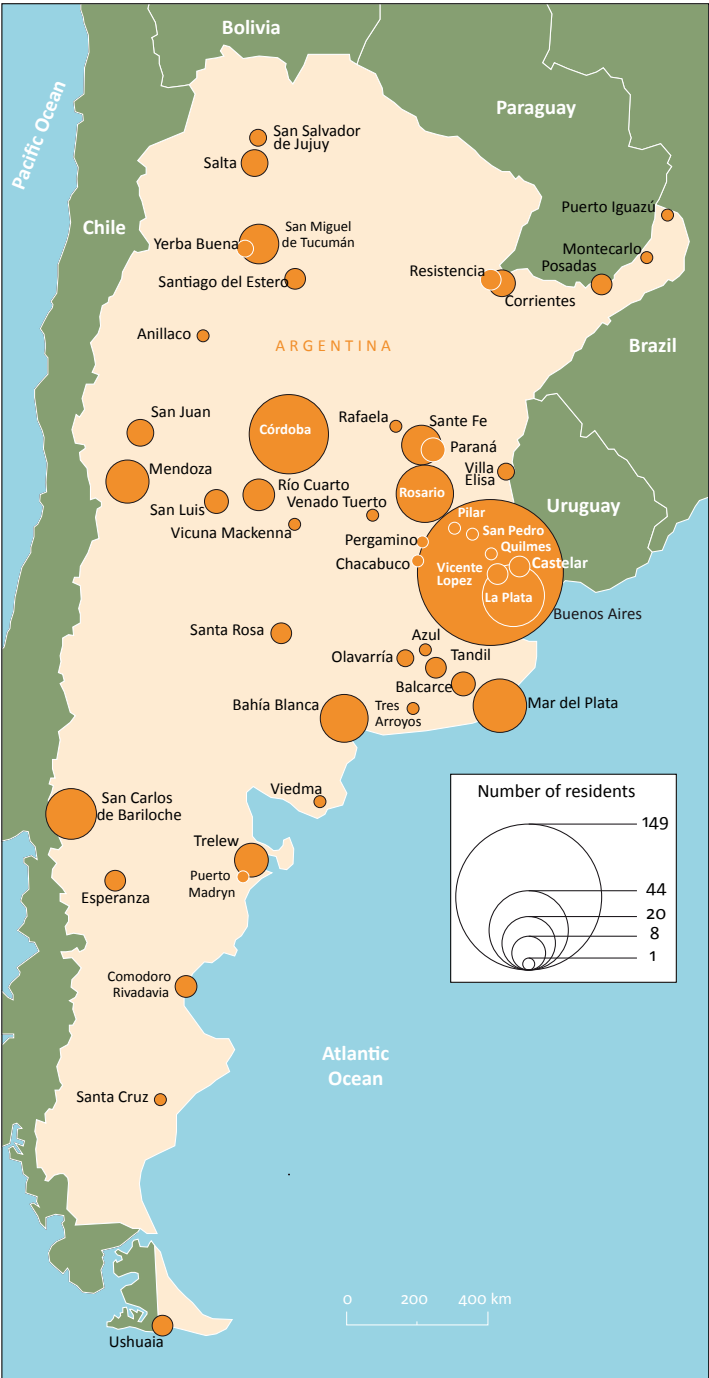 Bolivia
Pacific Ocean
Paraguay
San Salvador
de Jujuy
Salta
Puerto Iguazú
Chile
San Miguel
de Tucumán
Yerba Buena
Montecarlo
Posadas
Resistencia
Santiago del Estero
Corrientes
Anillaco
ARGENTINA
Brazil
San Juan
Rafaela
Sante Fe
Córdoba
Paraná
Mendoza
Villa
Elisa
Río Cuarto
Rosario
San Luis
Venado Tuerto
Uruguay
Vicuna Mackenna
Pilar
San Pedro
Pergamino
Quilmes
Chacabuco
Vicente
Lopez
Castelar
La Plata
Buenos Aires
Santa Rosa
Azul
Olavarría
Tandil
Balcarce
Bahía Blanca
Tres
Arroyos
Mar del Plata
Viedma
San Carlos
de Bariloche
Number of residents
149
44
20
8
1
Trelew
Puerto
Madryn
Esperanza
Comodoro
Rivadavia
Atlantic
Ocean
Santa Cruz
0 200 400 km
Ushuaia